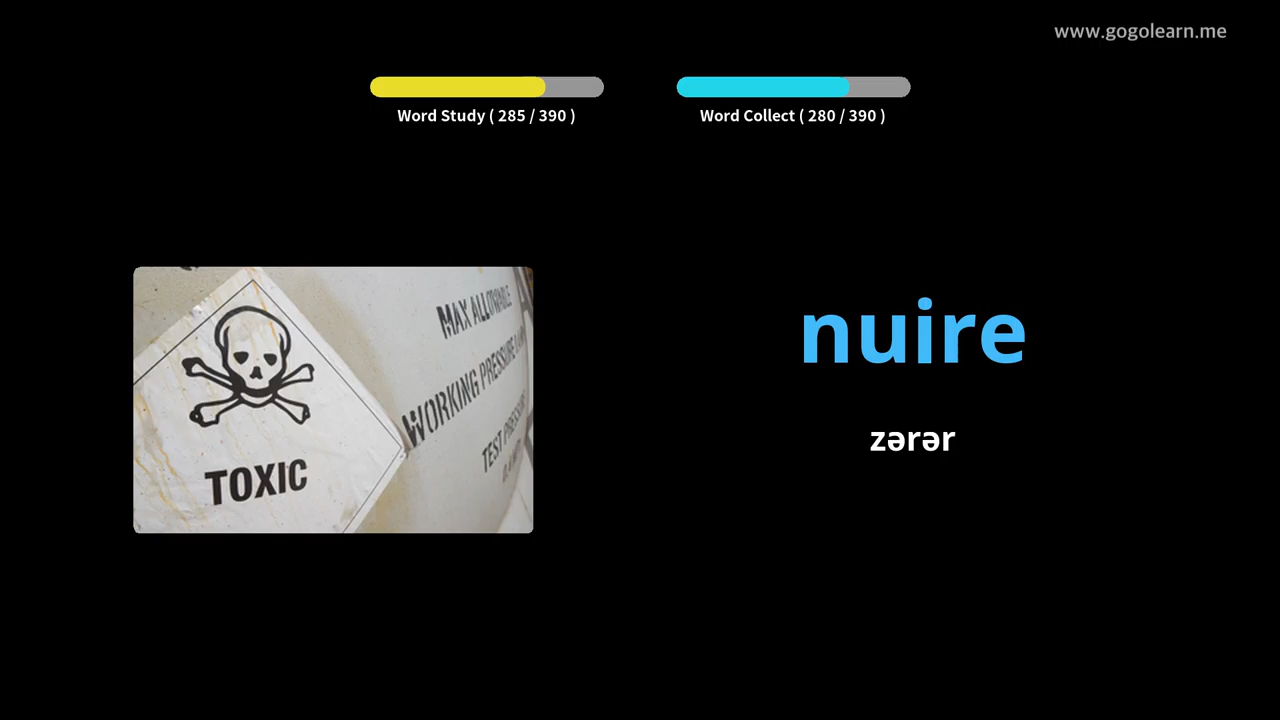 www.gogolearn.me
Word Study ( 285 / 390 )
Word Collect ( 280 / 390 )
nuire
zərər
MAX ALLOWABLE
WORKING PRESSURE
TEST PRESSURE
TOXIC